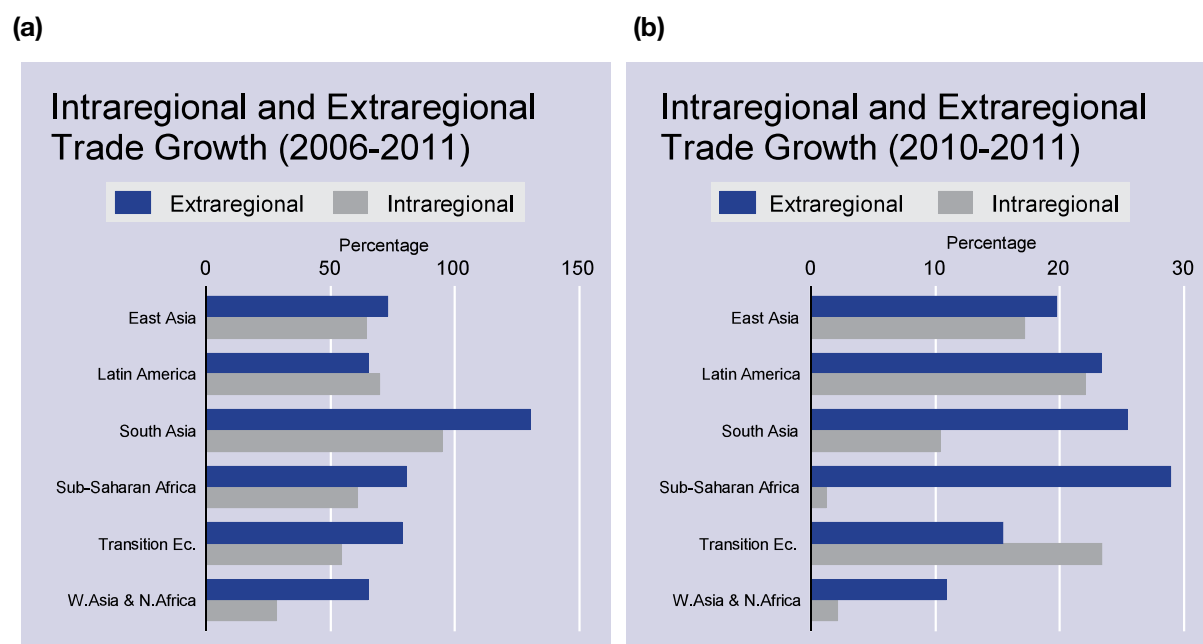 (a)
Intraregional and Extraregional
Trade Growth (2006-2011)
Extraregional Intraregional
Percentage
0 50 100 150
East Asia
Latin America
South Asia
Sub-Saharan Africa
Transition Ec.
W.Asia & N.Africa
(b)
Intraregional and Extraregional
Trade Growth (2010-2011)
Extraregional Intraregional
Percentage
0 10 20 30
East Asia
Latin America
South Asia
Sub-Saharan Africa
Transition Ec.
W.Asia & N.Africa